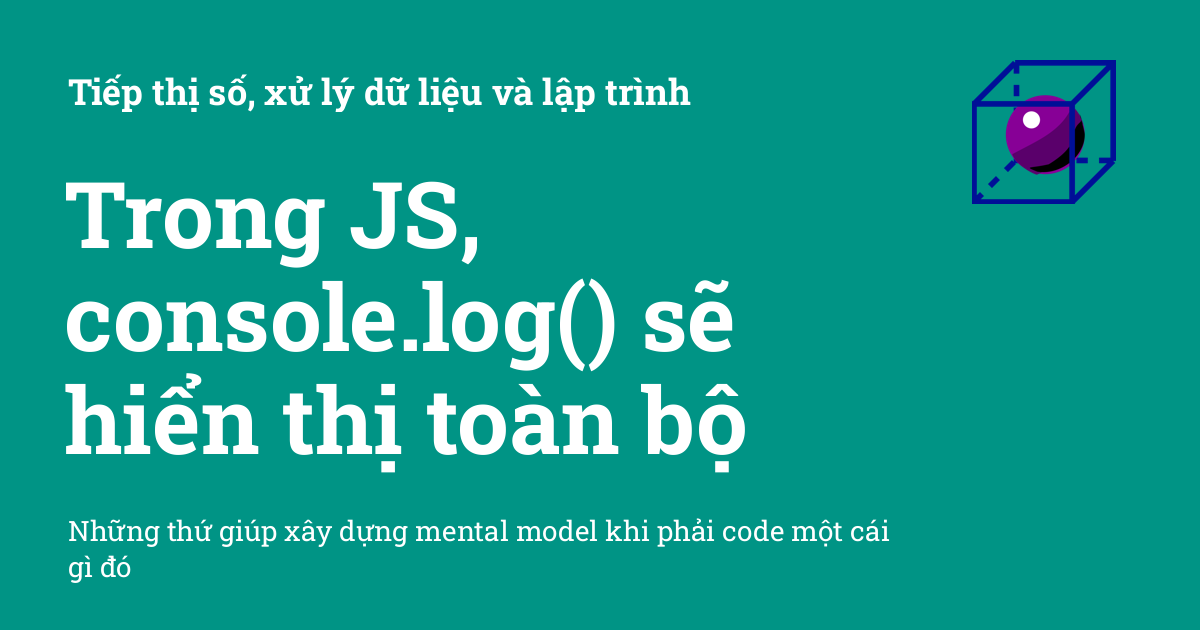 Tiếp thị số, xử lý dữ liệu và lập trình
Trong JS,
console.log() sẽ
hiển thị toàn bộ
Những thứ giúp xây dựng mental model khi phải code một cái
gì đó